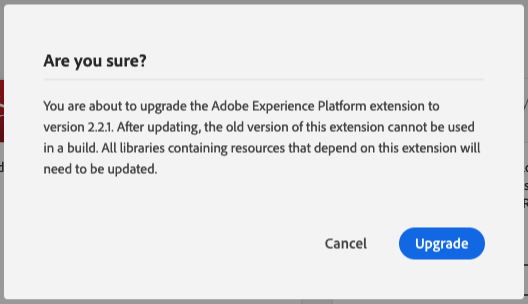 Are you sure?
You are about to upgrade the Adobe Experience Platform extension to
version 2.2.1. After updating, the old version of this extension cannot be used
in a build. All libraries containing resources that depend on this extension will
need to be updated.
Cancel
Upgrade